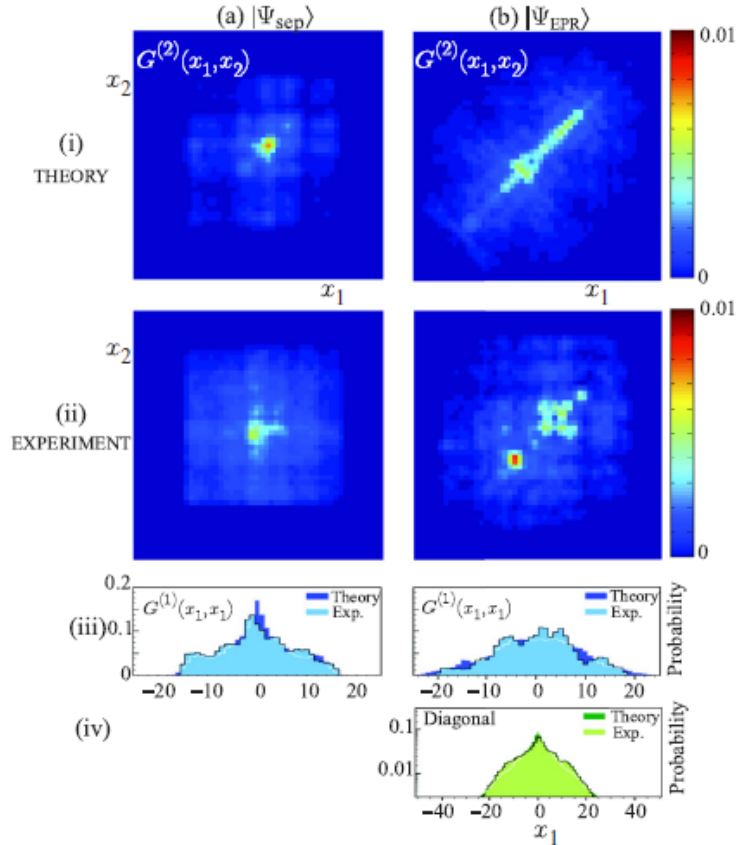 (a) |Ψsep⟩ (b) |ΨEPR⟩
G(2)(x1,x2) G(2)(x1,x2) 0.01
x2
(i)
THEORY
0
x1 x1
0.01
x2
(ii)
EXPERIMENT
0
0.2
G(1)(x1,x1) Theory G(1)(x1,x1) Theory
Exp. Exp.
(iii) 0.1
Probability
0
−20 −10 0 10 20 −20 −10 0 10 20
(iv)
Diagonal Theory
0.1 Exp.
0.01
Probability
−40 −20 0 20 40
x1